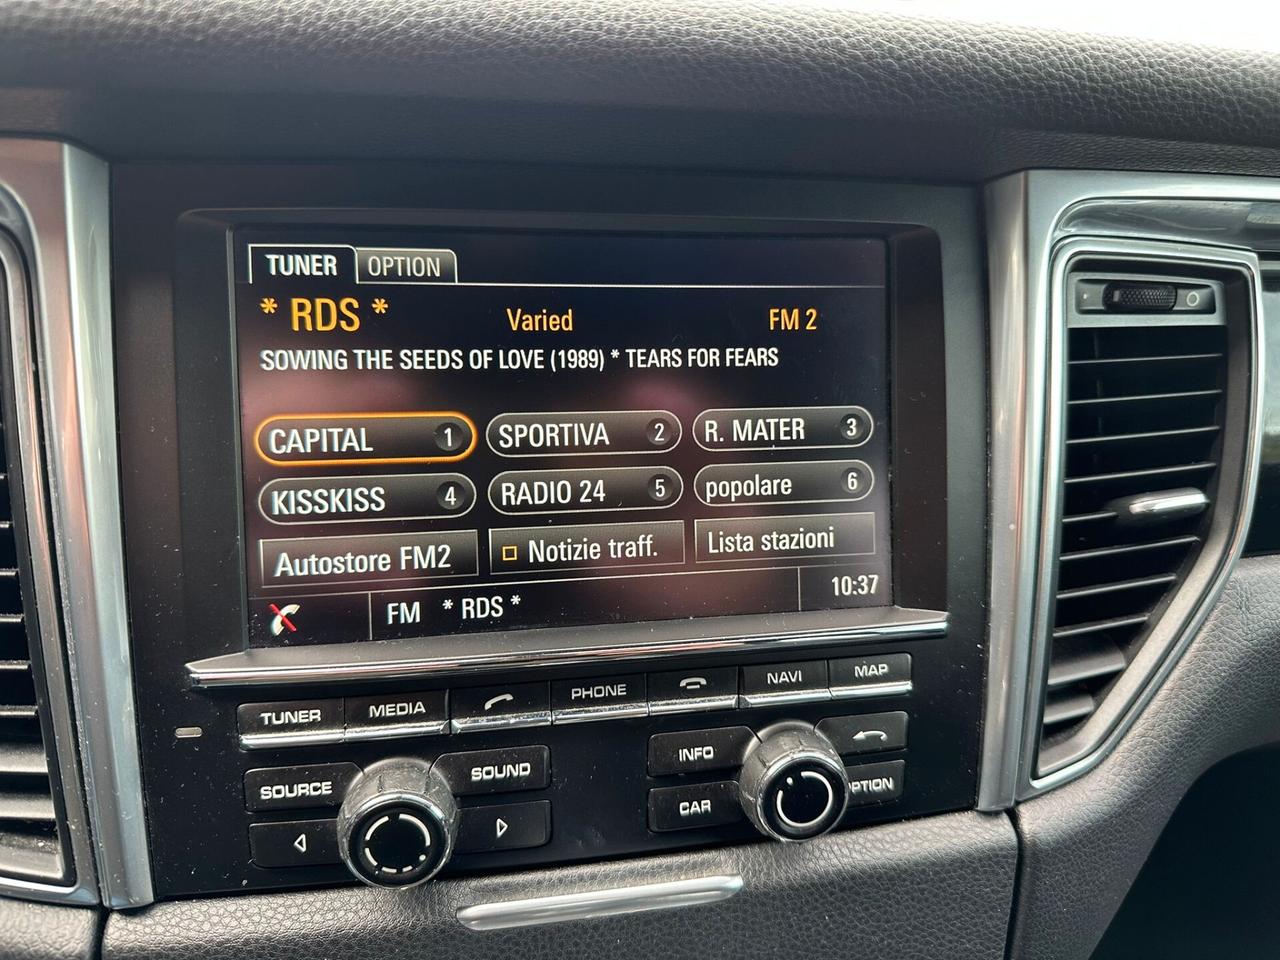 TUNER OPTION
* RDS * Varied FM 2
SOWING THE SEEDS OF LOVE (1989) * TEARS FOR FEARS
CAPITAL 1 SPORTIVA 2 R. MATER 3
KISSKISS 4 RADIO 24 5 popolare 6
Autostore FM2 Notizie traff. Lista stazioni
FM * RDS * 10:37
TUNER MEDIA PHONE NAVI MAP
SOURCE SOUND INFO
CAR PTION